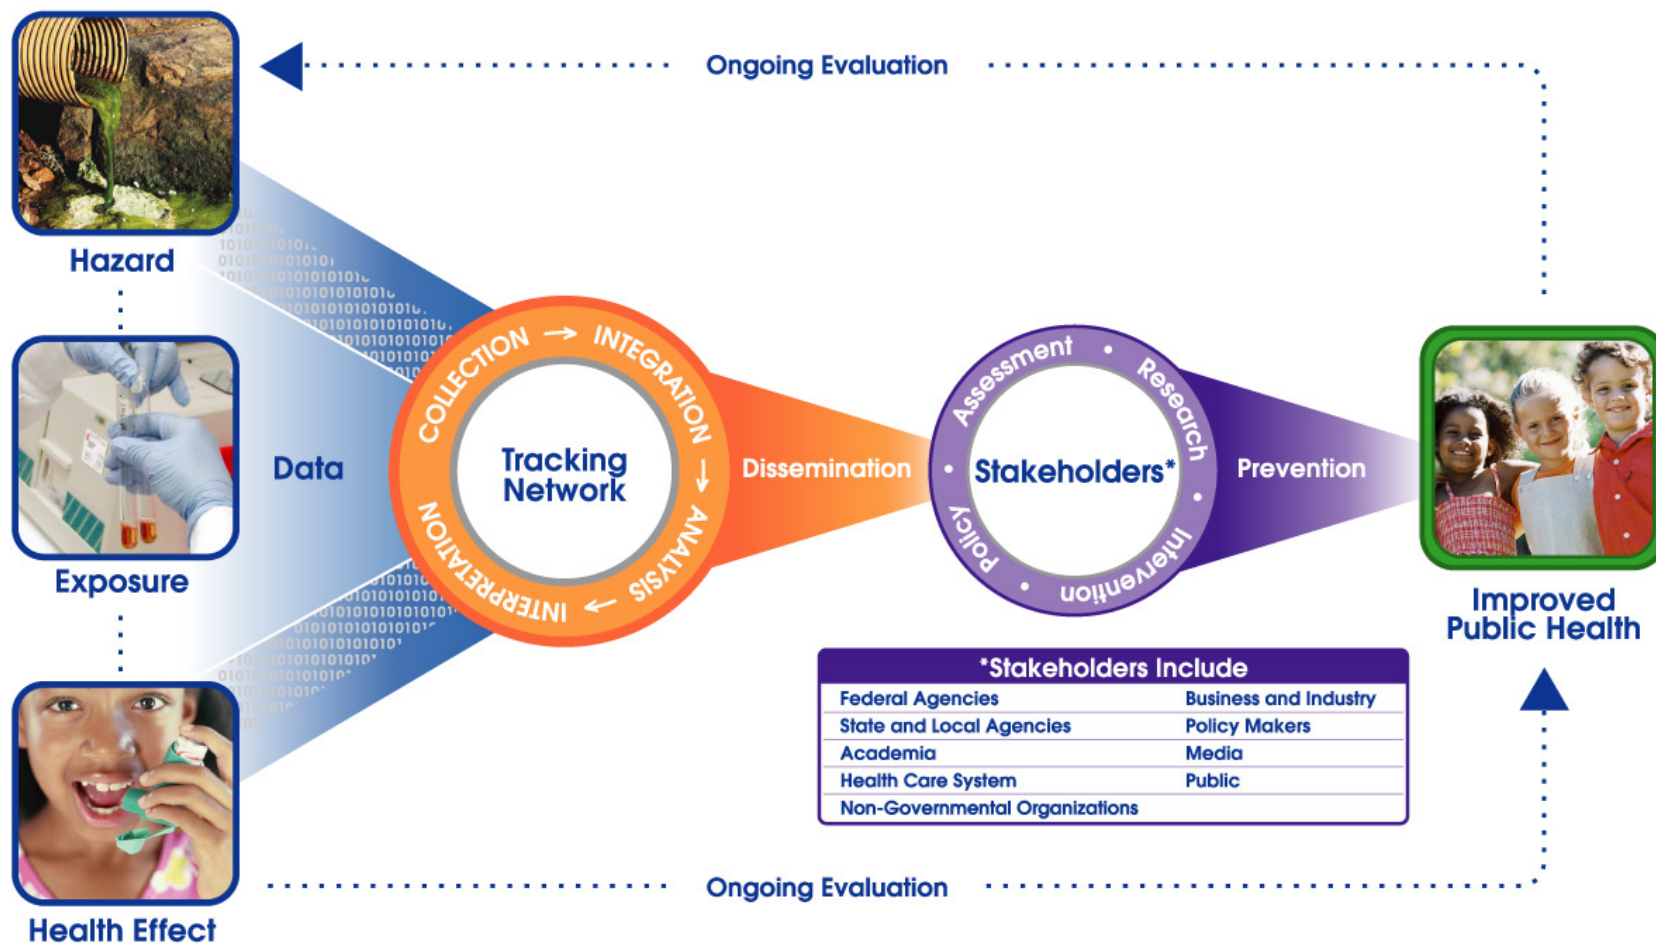 Ongoing Evaluation
Hazard
Exposure
Health Effect
Data
COLLECTION → INTEGRATION → ANALYSIS → INTERPRETATION
Tracking
Network
Dissemination
Assessment • Research • Intervention • Policy •
Stakeholders*
Prevention
Improved
Public Health
*Stakeholders Include
Federal Agencies
Business and Industry
State and Local Agencies
Policy Makers
Academia
Media
Health Care System
Public
Non-Governmental Organizations
Ongoing Evaluation